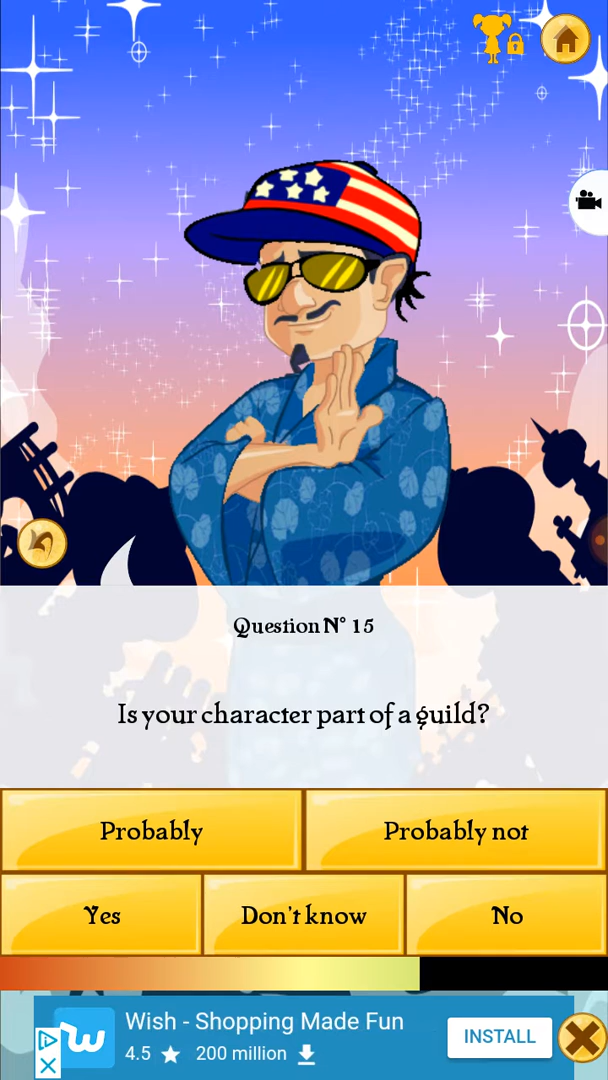 Question N° 15
Is your character part of a guild?
Probably
Probably not
Yes
Don't know
No
Wish - Shopping Made Fun
4.5 ★ 200 million
INSTALL